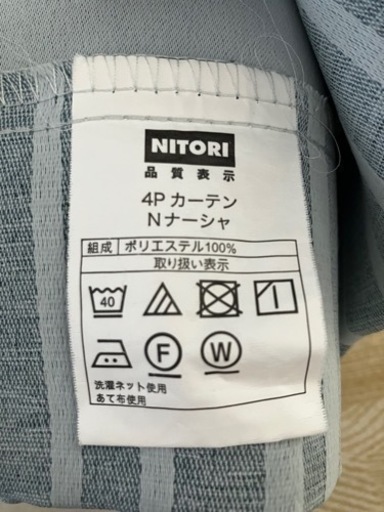 NITORI
品質表示
4P カーテン
N ナーシャ
組成 ポリエステル100%
取り扱い表示
40
F W
洗濯ネット使用
あて布使用